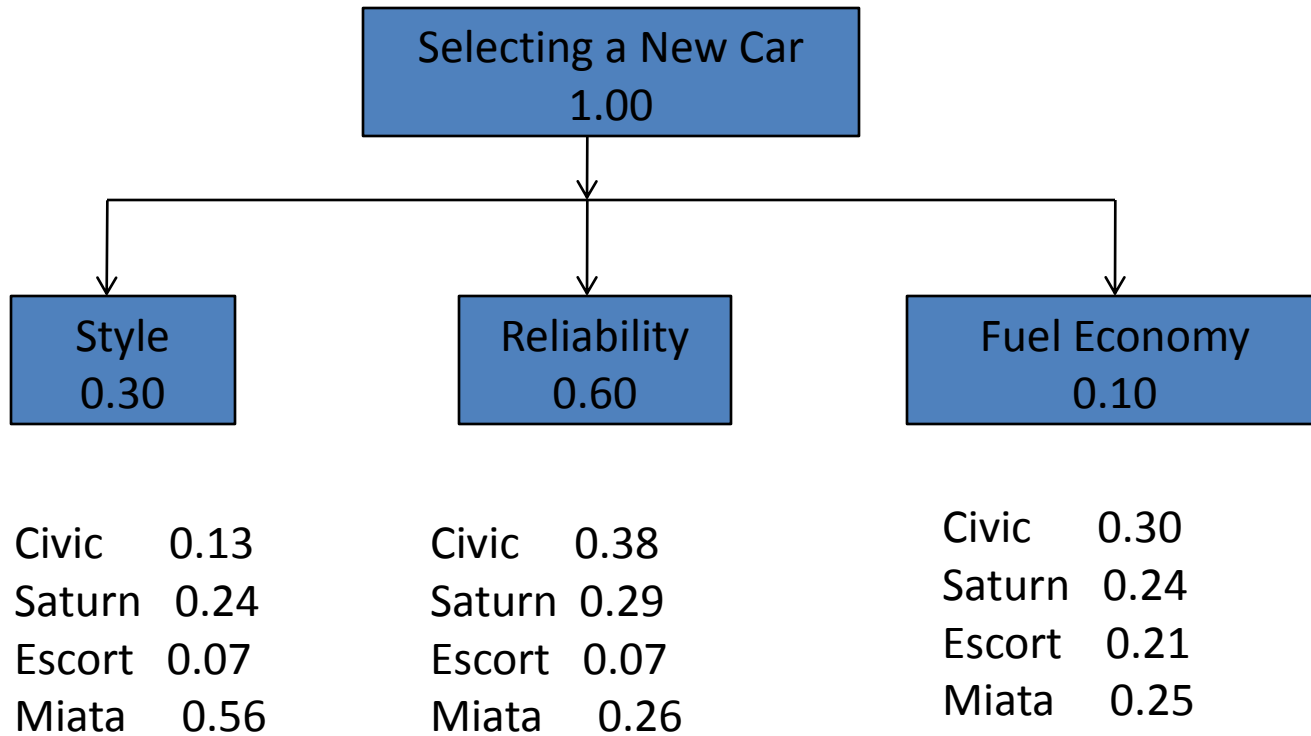 Selecting a New Car
1.00
Style
0.30
Reliability
0.60
Fuel Economy
0.10
Civic 0.13
Saturn 0.24
Escort 0.07
Miata 0.56
Civic 0.38
Saturn 0.29
Escort 0.07
Miata 0.26
Civic 0.30
Saturn 0.24
Escort 0.21
Miata 0.25